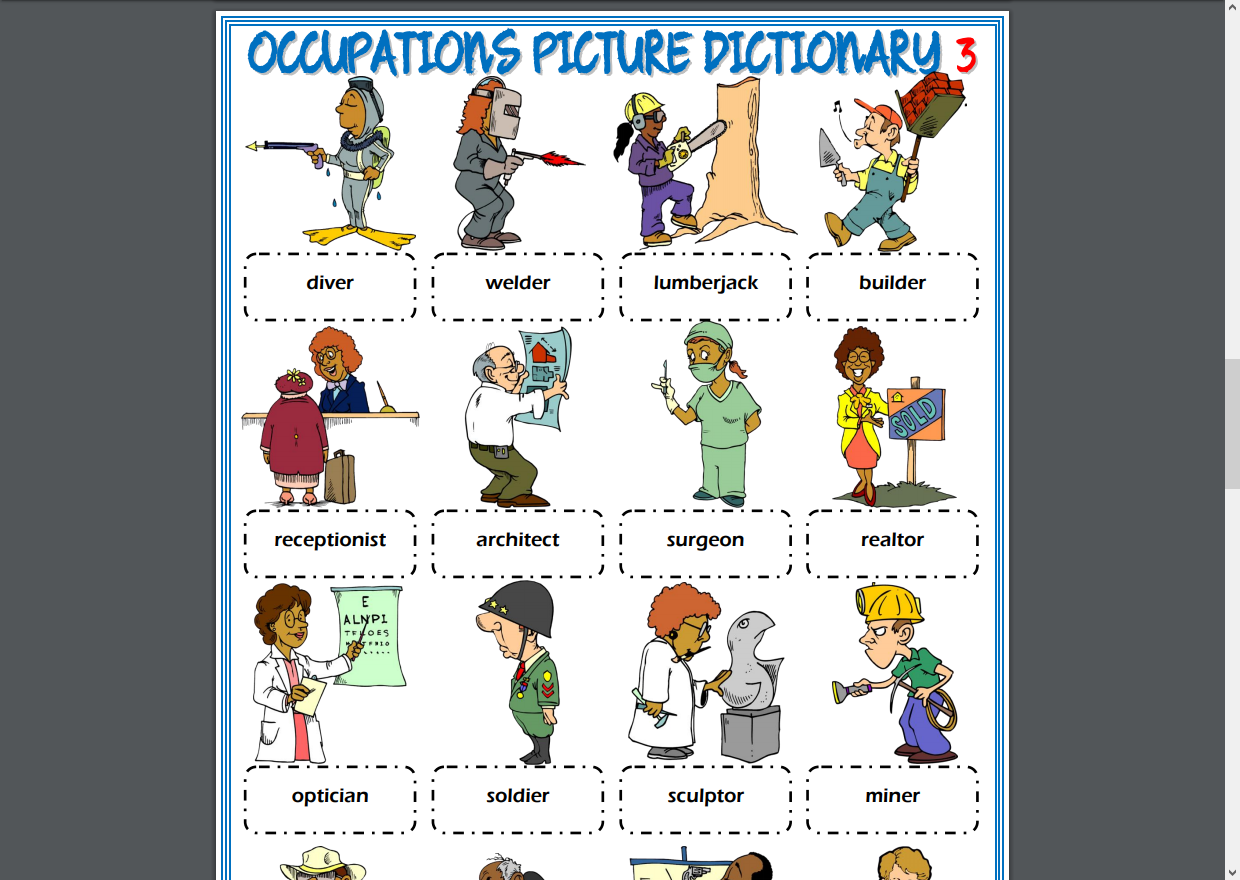 OCCUPATIONS PICTURE DICTIONARY 3
diver
welder
lumberjack
builder
SOLD
receptionist
architect
surgeon
realtor
E
ALNPI
optician
soldier
sculptor
miner